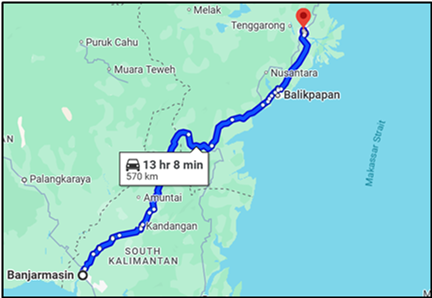 Melak
Tenggarong
Puruk Cahu
Muara Teweh
Nusantara
Balikpapan
AN
13 hr 8 min
570 km
Palangkaraya
Amuntai
Kandangan
SOUTH
KALIMANTAN
Banjarmasin
Makassar Strait
M